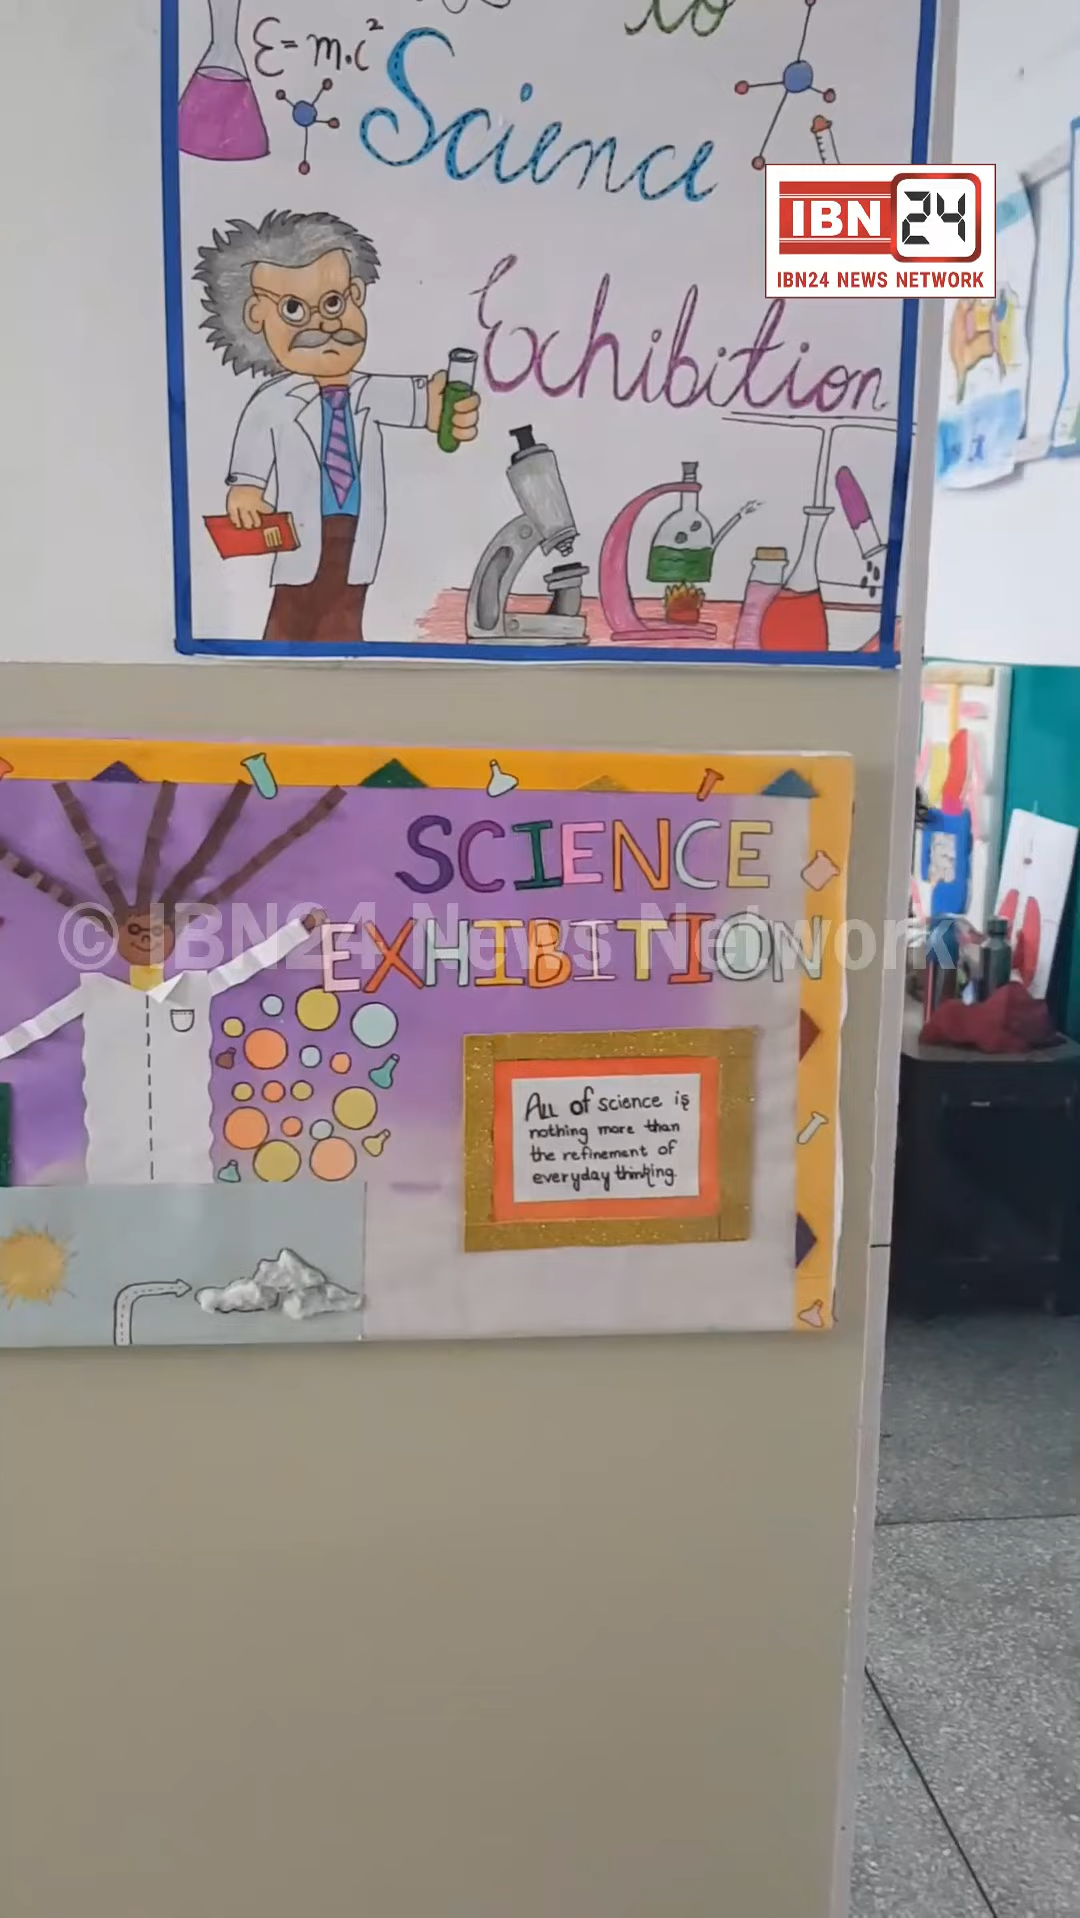 to
E=m.c²
Science
Exhibition
IBN 24
IBN24 NEWS NETWORK
SCIENCE
EXHIBITION
© IBN24 News Network
ALL of science is
nothing more than
the refinement of
everyday thinking.